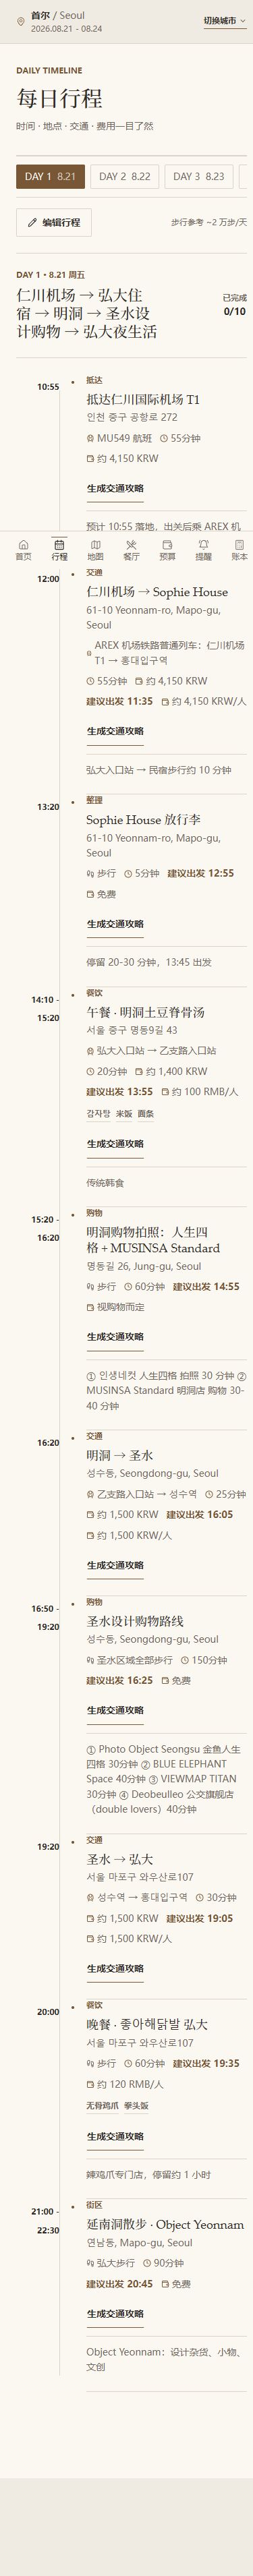 首尔 / Seoul
2026.08.21 - 08.24
切换城市
DAILY TIMELINE
每日行程
时间 · 地点 · 交通 · 费用一目了然
DAY 1 8.21
DAY 2 8.22
DAY 3 8.23
编辑行程
步行参考 ~2 万步/天
DAY 1 · 8.21 周五
仁川机场 → 弘大住
宿 → 明洞 → 圣水设
计购物 → 弘大夜生活
已完成
0/10
10:55
抵达
抵达仁川国际机场 T1
인천 중구 공항로 272
MU549 航班 55分钟
约 4,150 KRW
生成交通攻略
预计 10:55 落地，出关后乘 AREX 机
首页
行程
地图
餐厅
预算
提醒
账本
12:00
交通
仁川机场 → Sophie House
61-10 Yeonnam-ro, Mapo-gu,
Seoul
AREX 机场铁路普通列车：仁川机场
T1 → 홍대입구역
55分钟 约 4,150 KRW
建议出发 11:35 约 4,150 KRW/人
生成交通攻略
弘大入口站 → 民宿步行约 10 分钟
13:20
整理
Sophie House 放行李
61-10 Yeonnam-ro, Mapo-gu,
Seoul
步行 5分钟 建议出发 12:55
免费
生成交通攻略
停留 20-30 分钟，13:45 出发
14:10 -
15:20
餐饮
午餐 · 明洞土豆脊骨汤
서울 중구 명동9길 43
弘大入口站 → 乙支路入口站
20分钟 约 1,400 KRW
建议出发 13:55 约 100 RMB/人
감자탕 米饭 面条
生成交通攻略
传统韩食
15:20 -
16:20
购物
明洞购物拍照：人生四
格 + MUSINSA Standard
명동길 26, Jung-gu, Seoul
步行 60分钟 建议出发 14:55
视购物而定
生成交通攻略
① 인생네컷 人生四格 拍照 30 分钟 ②
MUSINSA Standard 明洞店 购物 30-
40 分钟
16:20
交通
明洞 → 圣水
성수동, Seongdong-gu, Seoul
乙支路入口站 → 성수역 25分钟
约 1,500 KRW 建议出发 16:05
约 1,500 KRW/人
生成交通攻略
16:50 -
19:20
购物
圣水设计购物路线
성수동, Seongdong-gu, Seoul
圣水区域全部步行 150分钟
建议出发 16:25 免费
生成交通攻略
① Photo Object Seongsu 金鱼人生
四格 30分钟 ② BLUE ELEPHANT
Space 40分钟 ③ VIEWMAP TITAN
30分钟 ④ Deobeulleo 公交旗舰店
（double lovers）40分钟
19:20
交通
圣水 → 弘大
서울 마포구 와우산로107
성수역 → 홍대입구역 30分钟
约 1,500 KRW 建议出发 19:05
约 1,500 KRW/人
生成交通攻略
20:00
餐饮
晚餐 · 좋아해닭발 弘大
서울 마포구 와우산로107
步行 60分钟 建议出发 19:35
约 120 RMB/人
无骨鸡爪 拳头饭
生成交通攻略
辣鸡爪专门店，停留约 1 小时
21:00 -
22:30
街区
延南洞散步 · Object Yeonnam
연남동, Mapo-gu, Seoul
弘大步行 90分钟
建议出发 20:45 免费
生成交通攻略
Object Yeonnam：设计杂货、小物、
文创